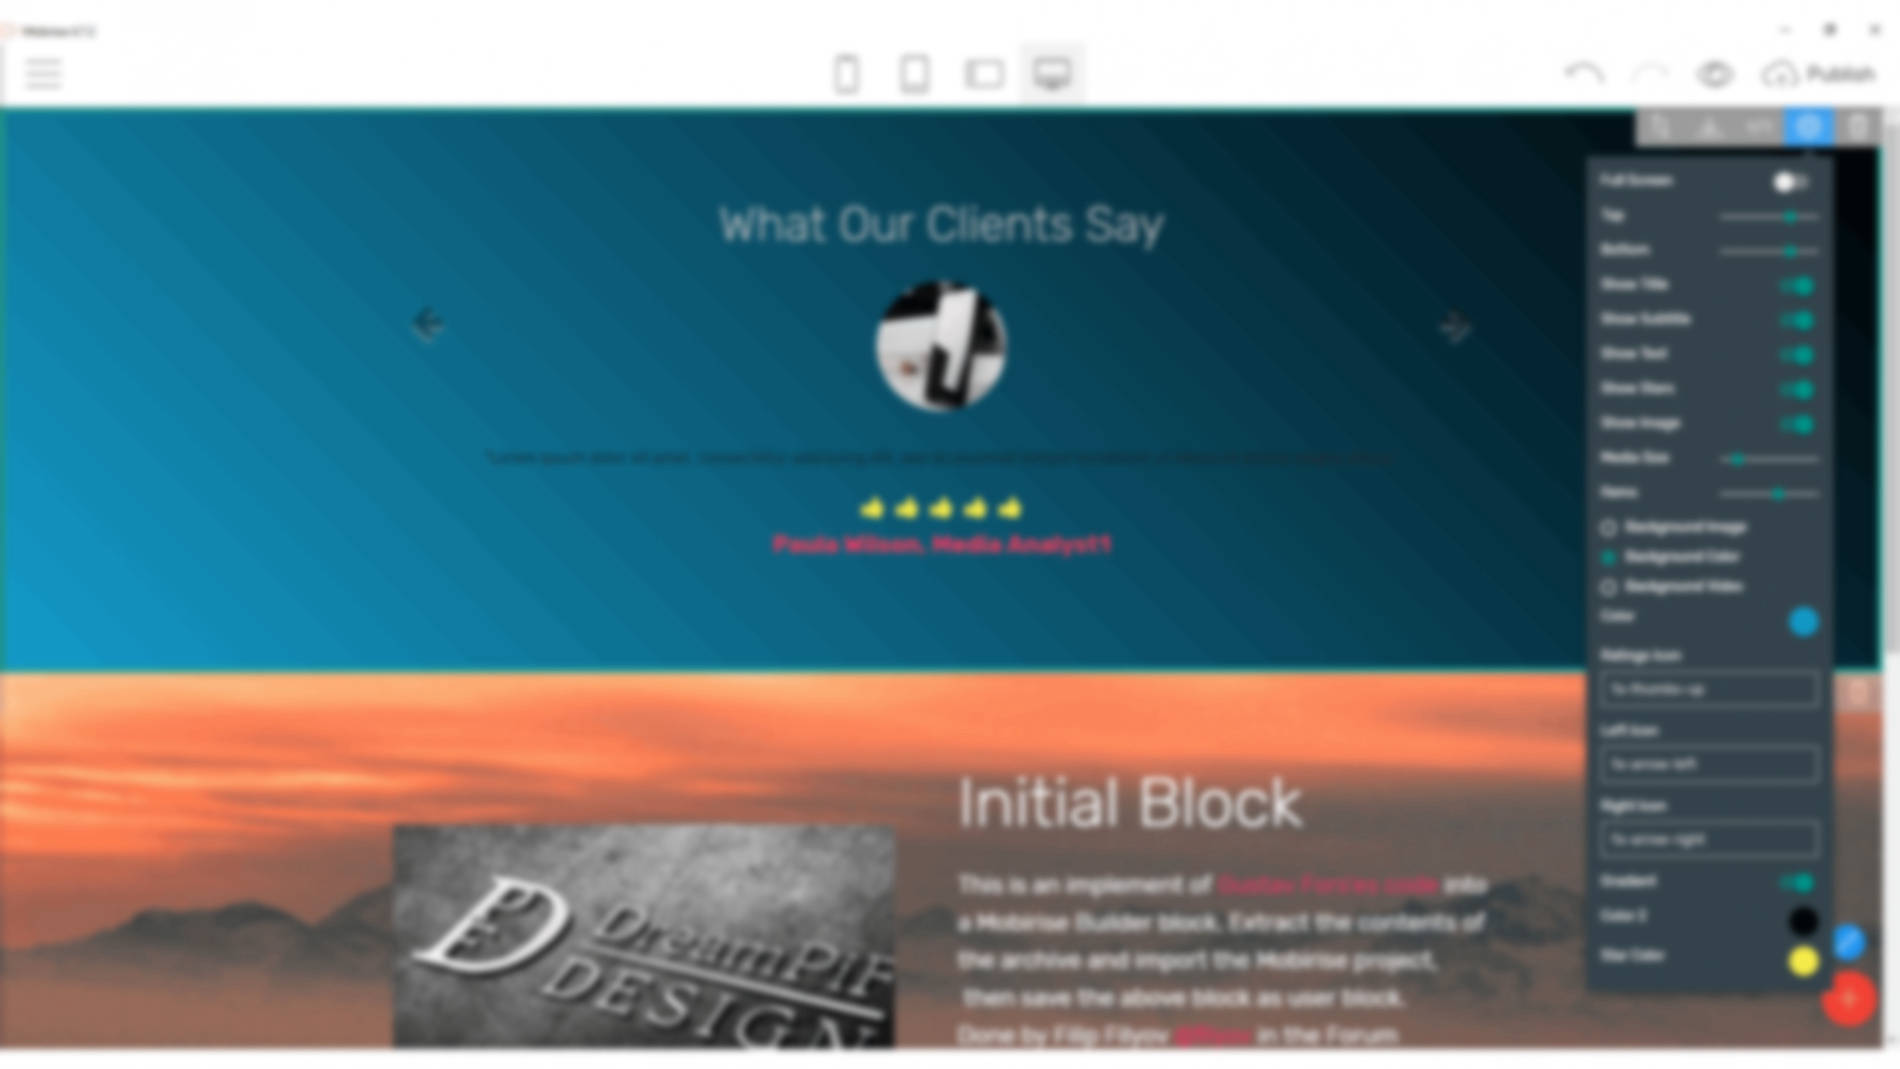 Publish
Full Screen
Top
Bottom
Show Title
Show Subtitle
Show Text
Show Stars
Show Image
Media Size
Items
Background Image
Background Color
Background Video
Color
Ratings Icon
fa-thumbs-up
Left Icon
fa-arrow-left
Right Icon
fa-arrow-right
Gradient
Color 2
Star Color
What Our Clients Say
Paula Wilson, Media Analyst1
Initial Block
This is an implement of Gustav Forces code into
a Mobirise Builder block. Extract the contents of
the archive and import the Mobirise project,
then save the above block as user block.
Done by Filip Filyov in the Forum
DreamPIF
DESIGN